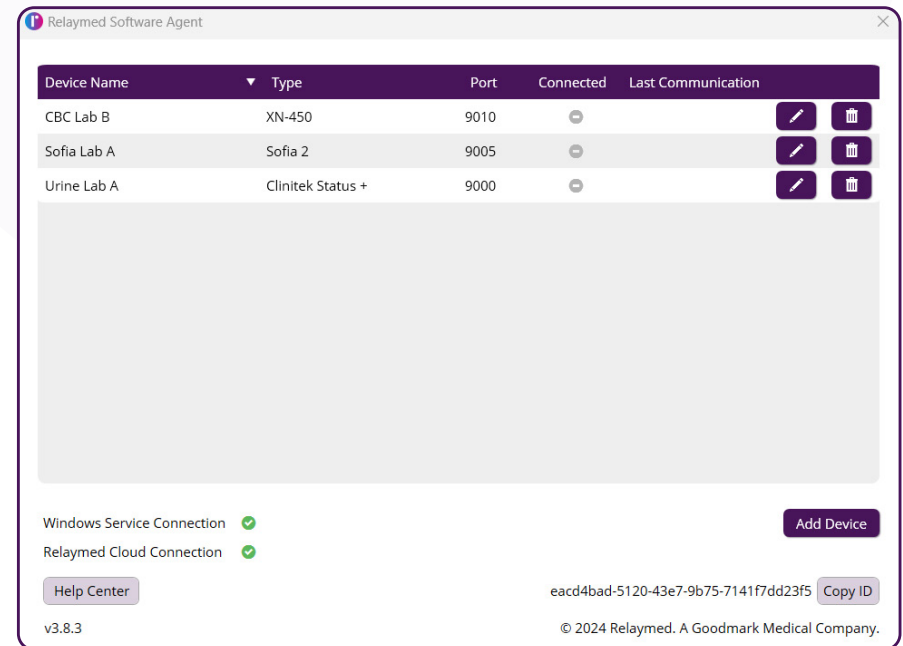 Relaymed Software Agent
Device Name Type Port Connected Last Communication
CBC Lab B XN-450 9010
Sofia Lab A Sofia 2 9005
Urine Lab A Clinitek Status + 9000
Windows Service Connection Add Device
Relaymed Cloud Connection
Help Center eacd4bad-5120-43e7-9b75-7141f7dd23f5 Copy ID
v3.8.3 © 2024 Relaymed. A Goodmark Medical Company.